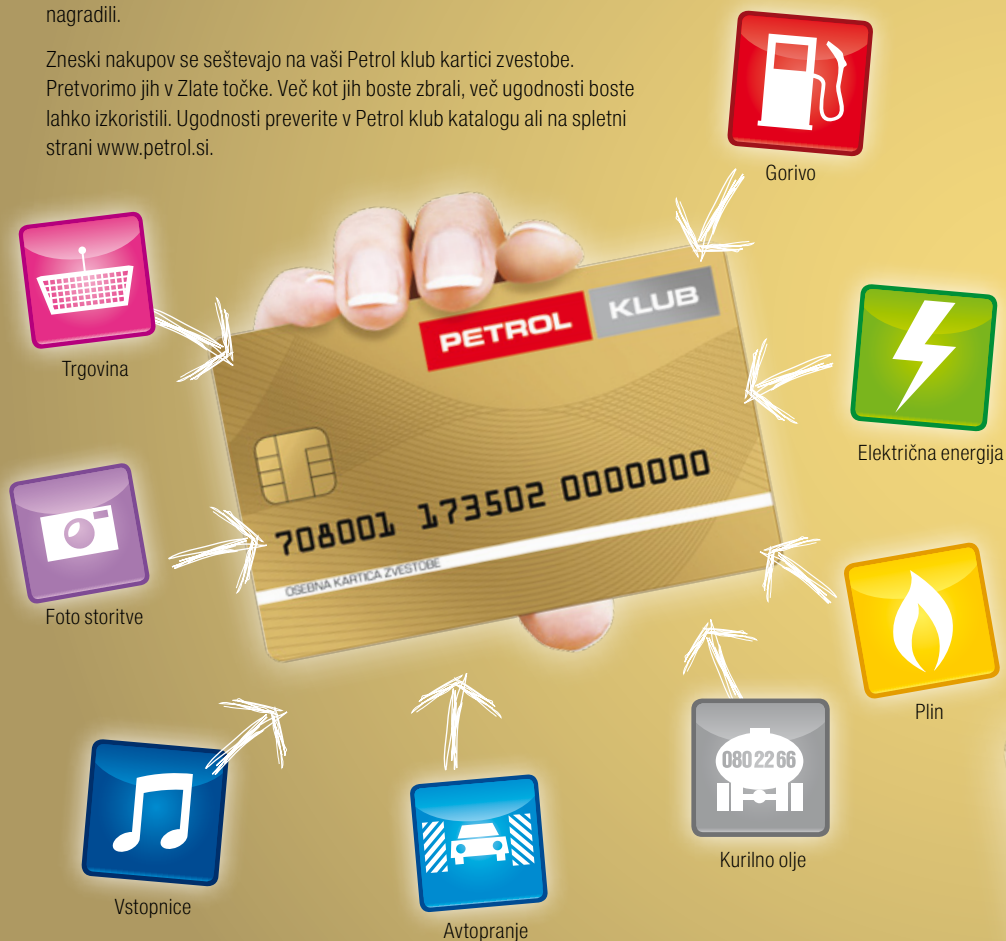 nagradili.
Zneski nakupov se seštevajo na vaši Petrol klub kartici zvestobe.
Pretvorimo jih v Zlate točke. Več kot jih boste zbrali, več ugodnosti boste
lahko izkoristili. Ugodnosti preverite v Petrol klub katalogu ali na spletni
strani www.petrol.si.
Gorivo
Trgovina
PETROL KLUB
Električna energija
708001 173502 0000000
OSEBNA KARTICA ZVESTOBE
Foto storitve
Plin
080 22 66
Kurilno olje
Vstopnice
Avtopranje